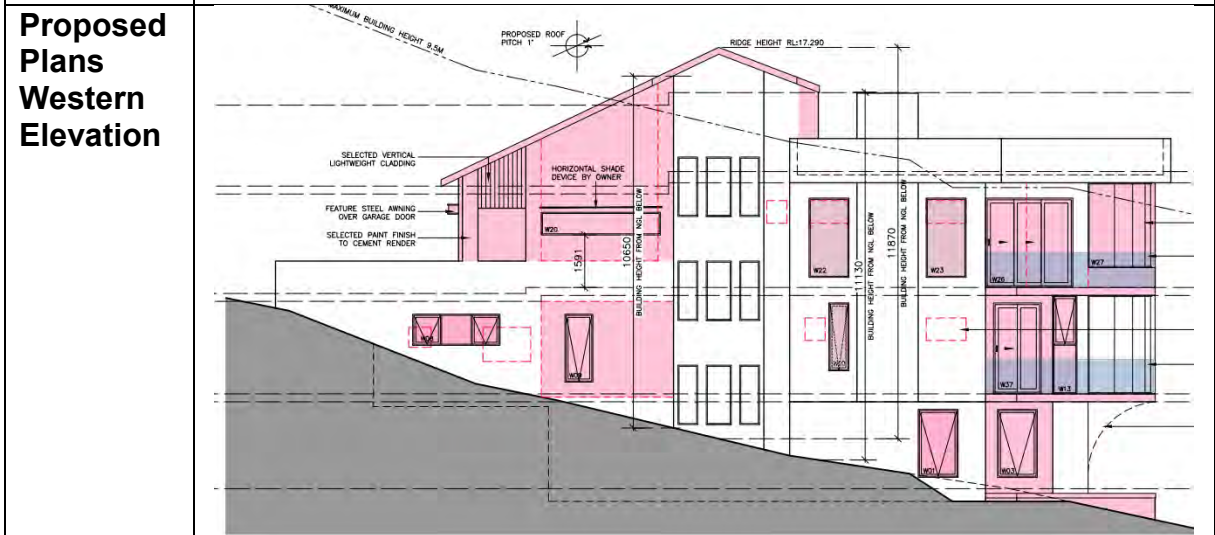 Proposed
Plans
Western
Elevation
MAXIMUM BUILDING HEIGHT 9.5M
PROPOSED ROOF
PITCH 1°
RIDGE HEIGHT RL:17.290
SELECTED VERTICAL
LIGHTWEIGHT CLADDING
HORIZONTAL SHADE
DEVICE BY OWNER
FEATURE STEEL AWNING
OVER GARAGE DOOR
SELECTED PAINT FINISH
TO CEMENT RENDER
W20
1591
10650
BUILDING HEIGHT FROM NGL BELOW
11130
BUILDING HEIGHT FROM NGL BELOW
11870
BUILDING HEIGHT FROM NGL BELOW
W22
W23
W26
W27
W09
W37
W13
W01
W03